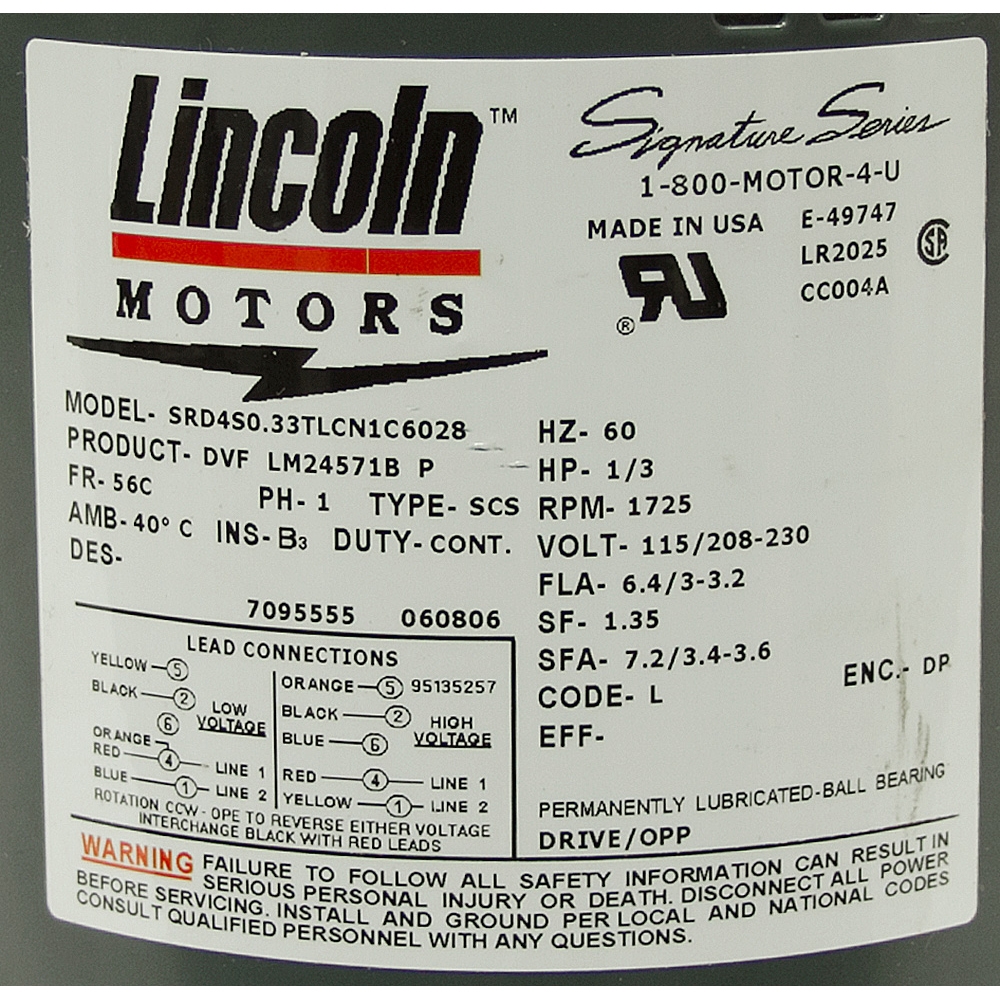 Lincoln™
MOTORS
Signature Series
1-800-MOTOR-4-U
MADE IN USA E-49747
LR2025
CC004A
®
MODEL- SRD4S0.33TLCN1C6028
PRODUCT- DVF LM24571B P
FR- 56C PH- 1 TYPE- SCS
AMB- 40° C INS- B3 DUTY- CONT.
DES-
7095555 060806
HZ- 60
HP- 1/3
RPM- 1725
VOLT- 115/208-230
FLA- 6.4/3-3.2
SF- 1.35
SFA- 7.2/3.4-3.6
CODE- L ENC.- DP
EFF-
PERMANENTLY LUBRICATED-BALL BEARING
DRIVE/OPP
LEAD CONNECTIONS
YELLOW 5
BLACK 2
6 LOW VOLTAGE
ORANGE
RED 4 LINE 1
BLUE 1 LINE 2
ORANGE 5 95135257
BLACK 2 HIGH
BLUE 6 VOLTAGE
RED 4 LINE 1
YELLOW 1 LINE 2
ROTATION CCW - OPE TO REVERSE EITHER VOLTAGE
INTERCHANGE BLACK WITH RED LEADS
WARNING FAILURE TO FOLLOW ALL SAFETY INFORMATION CAN RESULT IN
SERIOUS PERSONAL INJURY OR DEATH. DISCONNECT ALL POWER
BEFORE SERVICING. INSTALL AND GROUND PER LOCAL AND NATIONAL CODES
CONSULT QUALIFIED PERSONNEL WITH ANY QUESTIONS.